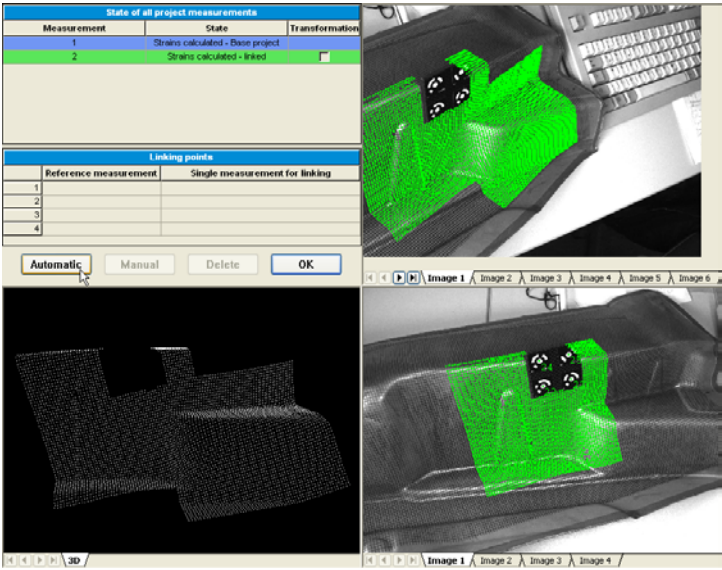 State of all project measurements
Measurement State Transformation
1 Strains calculated - Base project
2 Strains calculated - linked
Linking points
Reference measurement Single measurement for linking
1
2
3
4
Automatic Manual Delete OK
Image 1 Image 2 Image 3 Image 4 Image 5 Image 6
3D
Image 1 Image 2 Image 3 Image 4